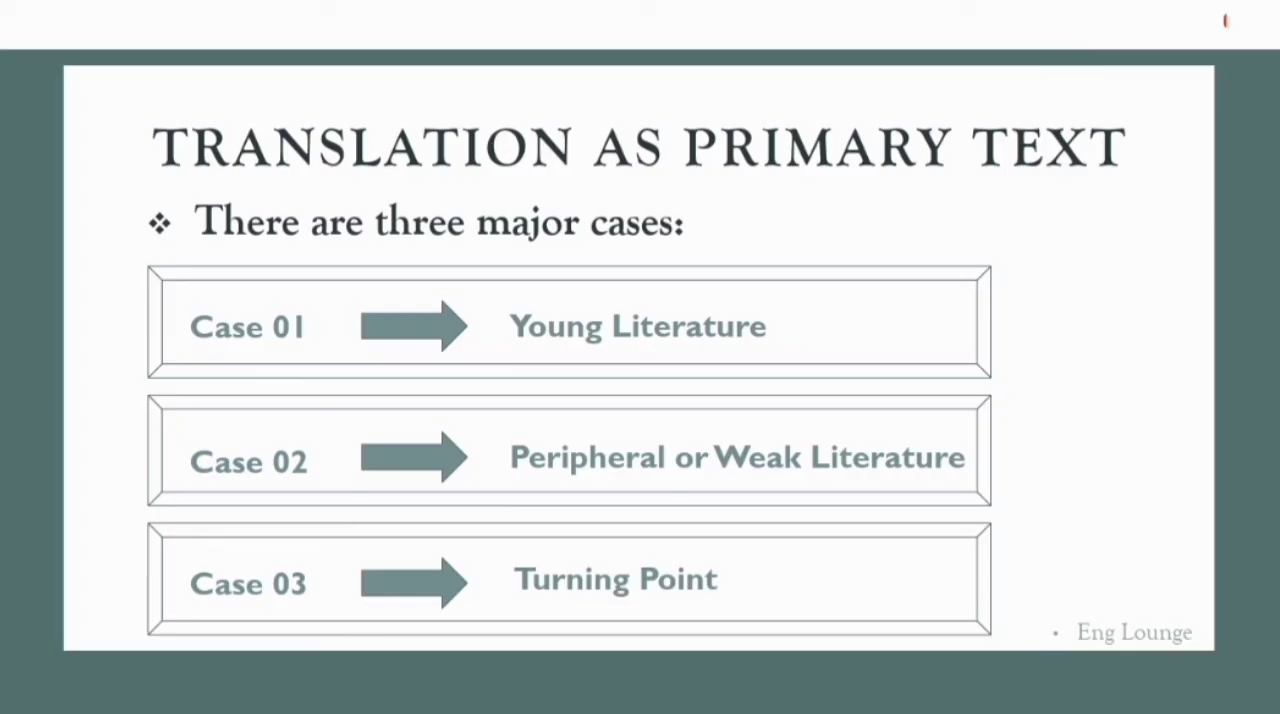 TRANSLATION AS PRIMARY TEXT
❖ There are three major cases:
Case 01 Young Literature
Case 02 Peripheral or Weak Literature
Case 03 Turning Point
• Eng Lounge